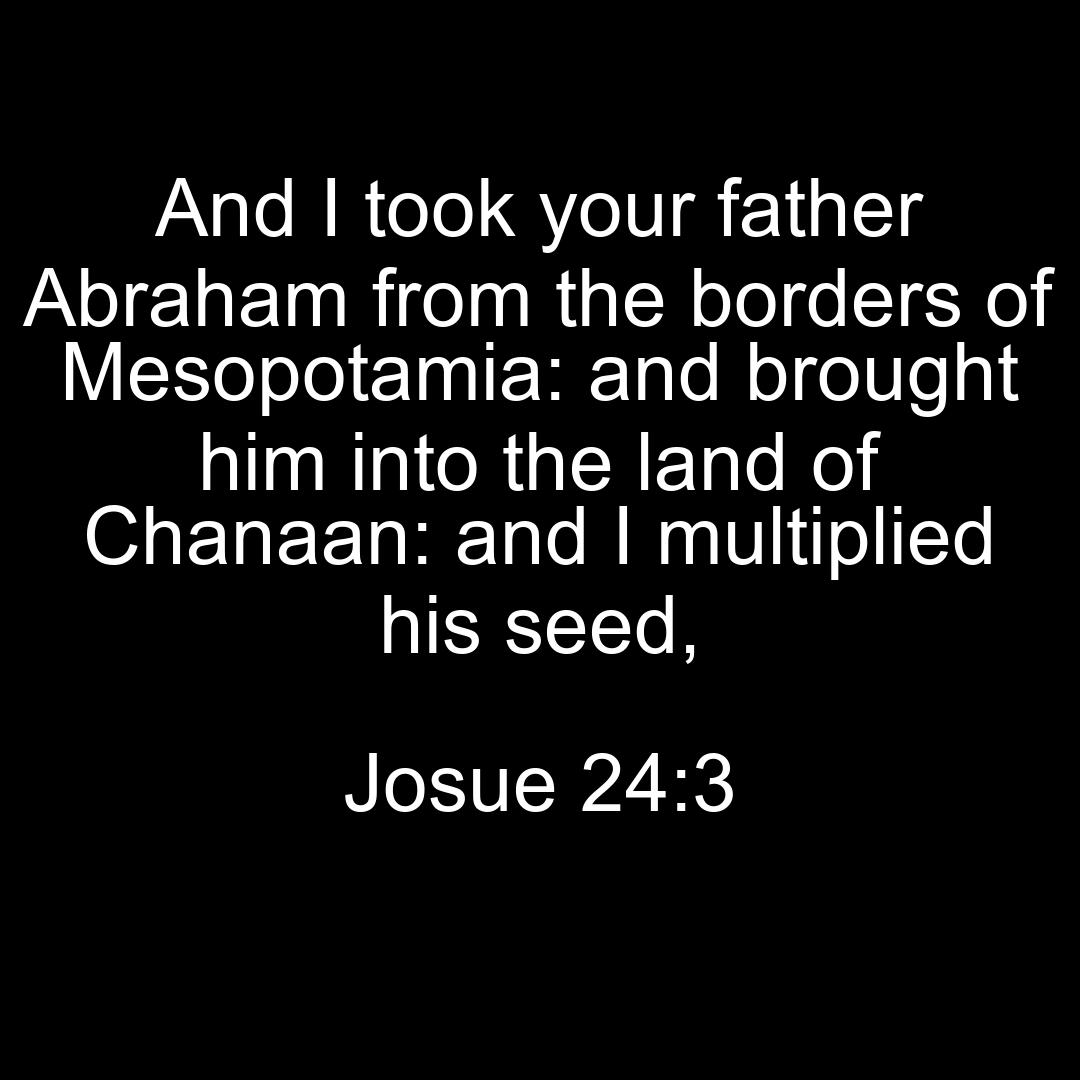 And I took your father
Abraham from the borders of
Mesopotamia: and brought
him into the land of
Chanaan: and I multiplied
his seed,
Josue 24:3